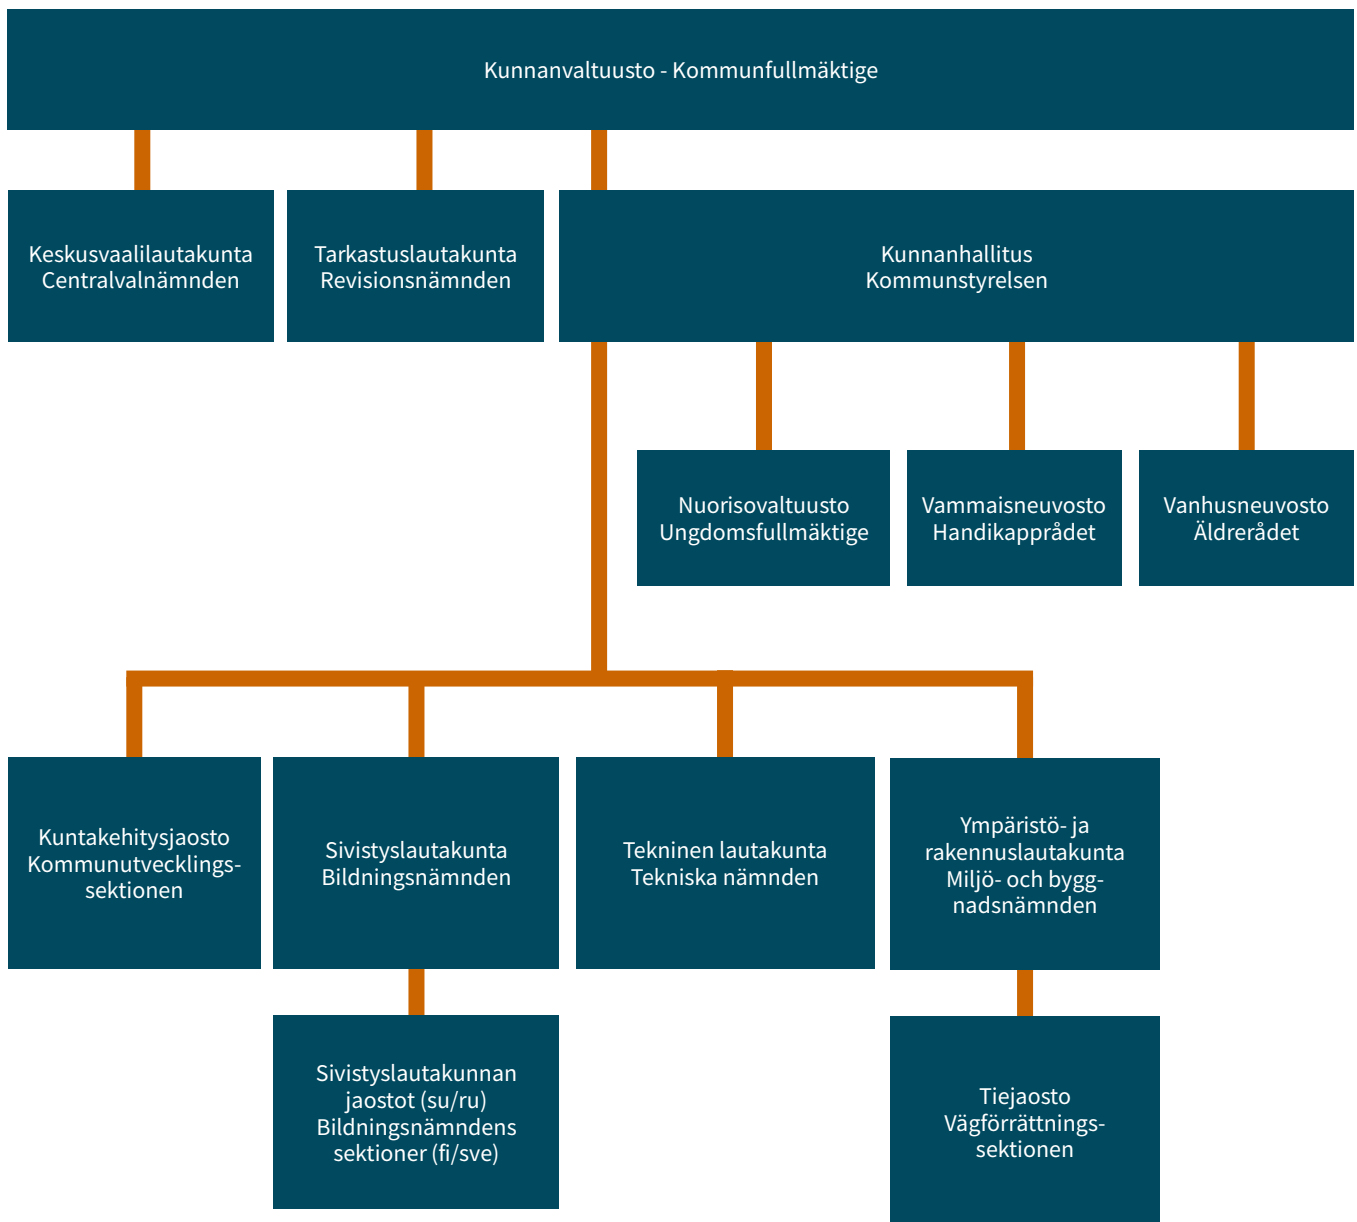 Kunnanvaltuusto - Kommunfullmäktige
Keskusvaalilautakunta
Centralvalnämnden
Tarkastuslautakunta
Revisionsnämnden
Kunnanhallitus
Kommunstyrelsen
Nuorisovaltuusto
Ungdomsfullmäktige
Vammaisneuvosto
Handikapprådet
Vanhusneuvosto
Äldrerådet
Kuntakehitysjaosto
Kommunutvecklings-
sektionen
Sivistyslautakunta
Bildningsnämnden
Tekninen lautakunta
Tekniska nämnden
Ympäristö- ja
rakennuslautakunta
Miljö- och bygg-
nadsnämnden
Sivistyslautakunnan
jaostot (su/ru)
Bildningsnämndens
sektioner (fi/sve)
Tiejaosto
Vägförrättnings-
sektionen